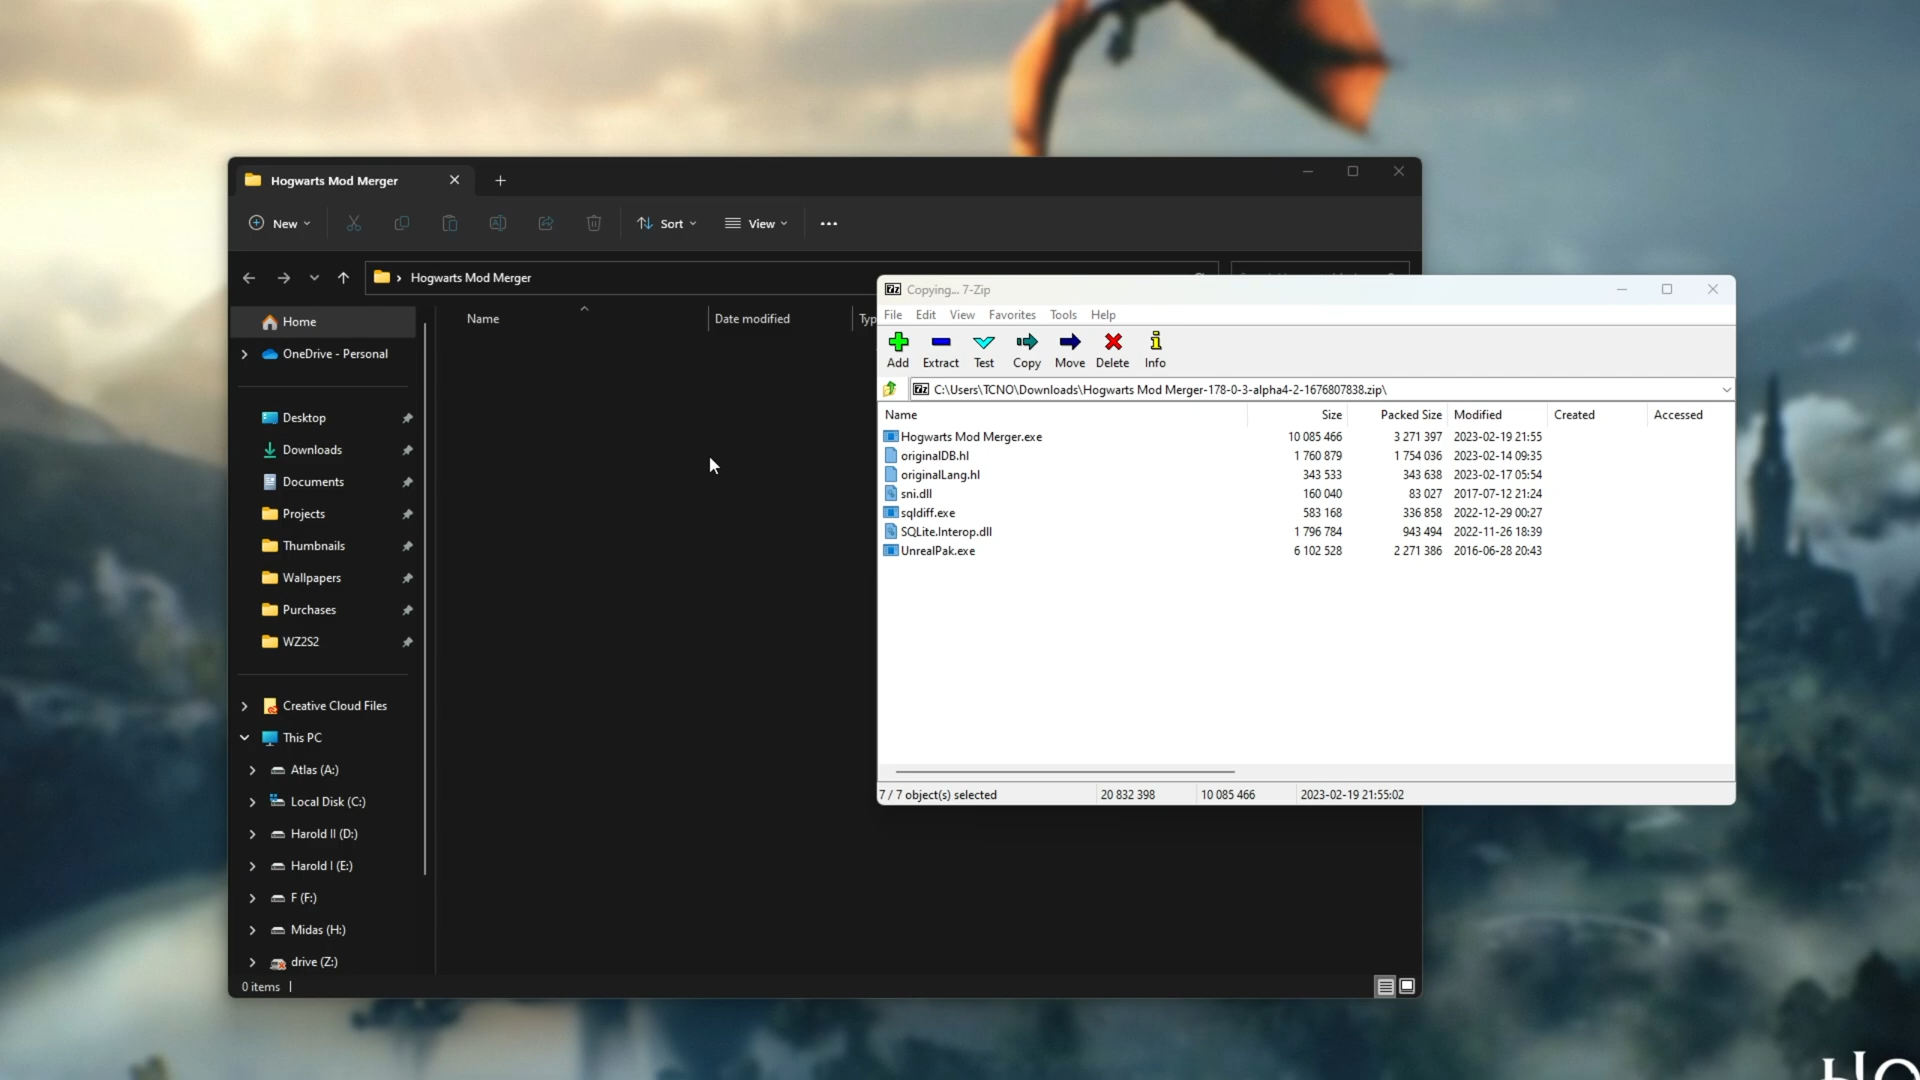 Hogwarts Mod Merger
New
Sort
View
Hogwarts Mod Merger
Name
Date modified
Typ
Home
OneDrive - Personal
Desktop
Downloads
Documents
Projects
Thumbnails
Wallpapers
Purchases
WZ2S2
Creative Cloud Files
This PC
Atlas (A:)
Local Disk (C:)
Harold II (D:)
Harold I (E:)
F (F:)
Midas (H:)
drive (Z:)
0 items
7z Copying... 7-Zip
File Edit View Favorites Tools Help
Add Extract Test Copy Move Delete Info
7z C:\Users\TCNO\Downloads\Hogwarts Mod Merger-178-0-3-alpha4-2-1676807838.zip\
Name Size Packed Size Modified Created Accessed
Hogwarts Mod Merger.exe 10 085 466 3 271 397 2023-02-19 21:55
originalDB.hl 1 760 879 1 754 036 2023-02-14 09:35
originalLang.hl 343 533 343 638 2023-02-17 05:54
sni.dll 160 040 83 027 2017-07-12 21:24
sqldiff.exe 583 168 336 858 2022-12-29 00:27
SQLite.Interop.dll 1 796 784 943 494 2022-11-26 18:39
UnrealPak.exe 6 102 528 2 271 386 2016-06-28 20:43
7 / 7 object(s) selected 20 832 398 10 085 466 2023-02-19 21:55:02